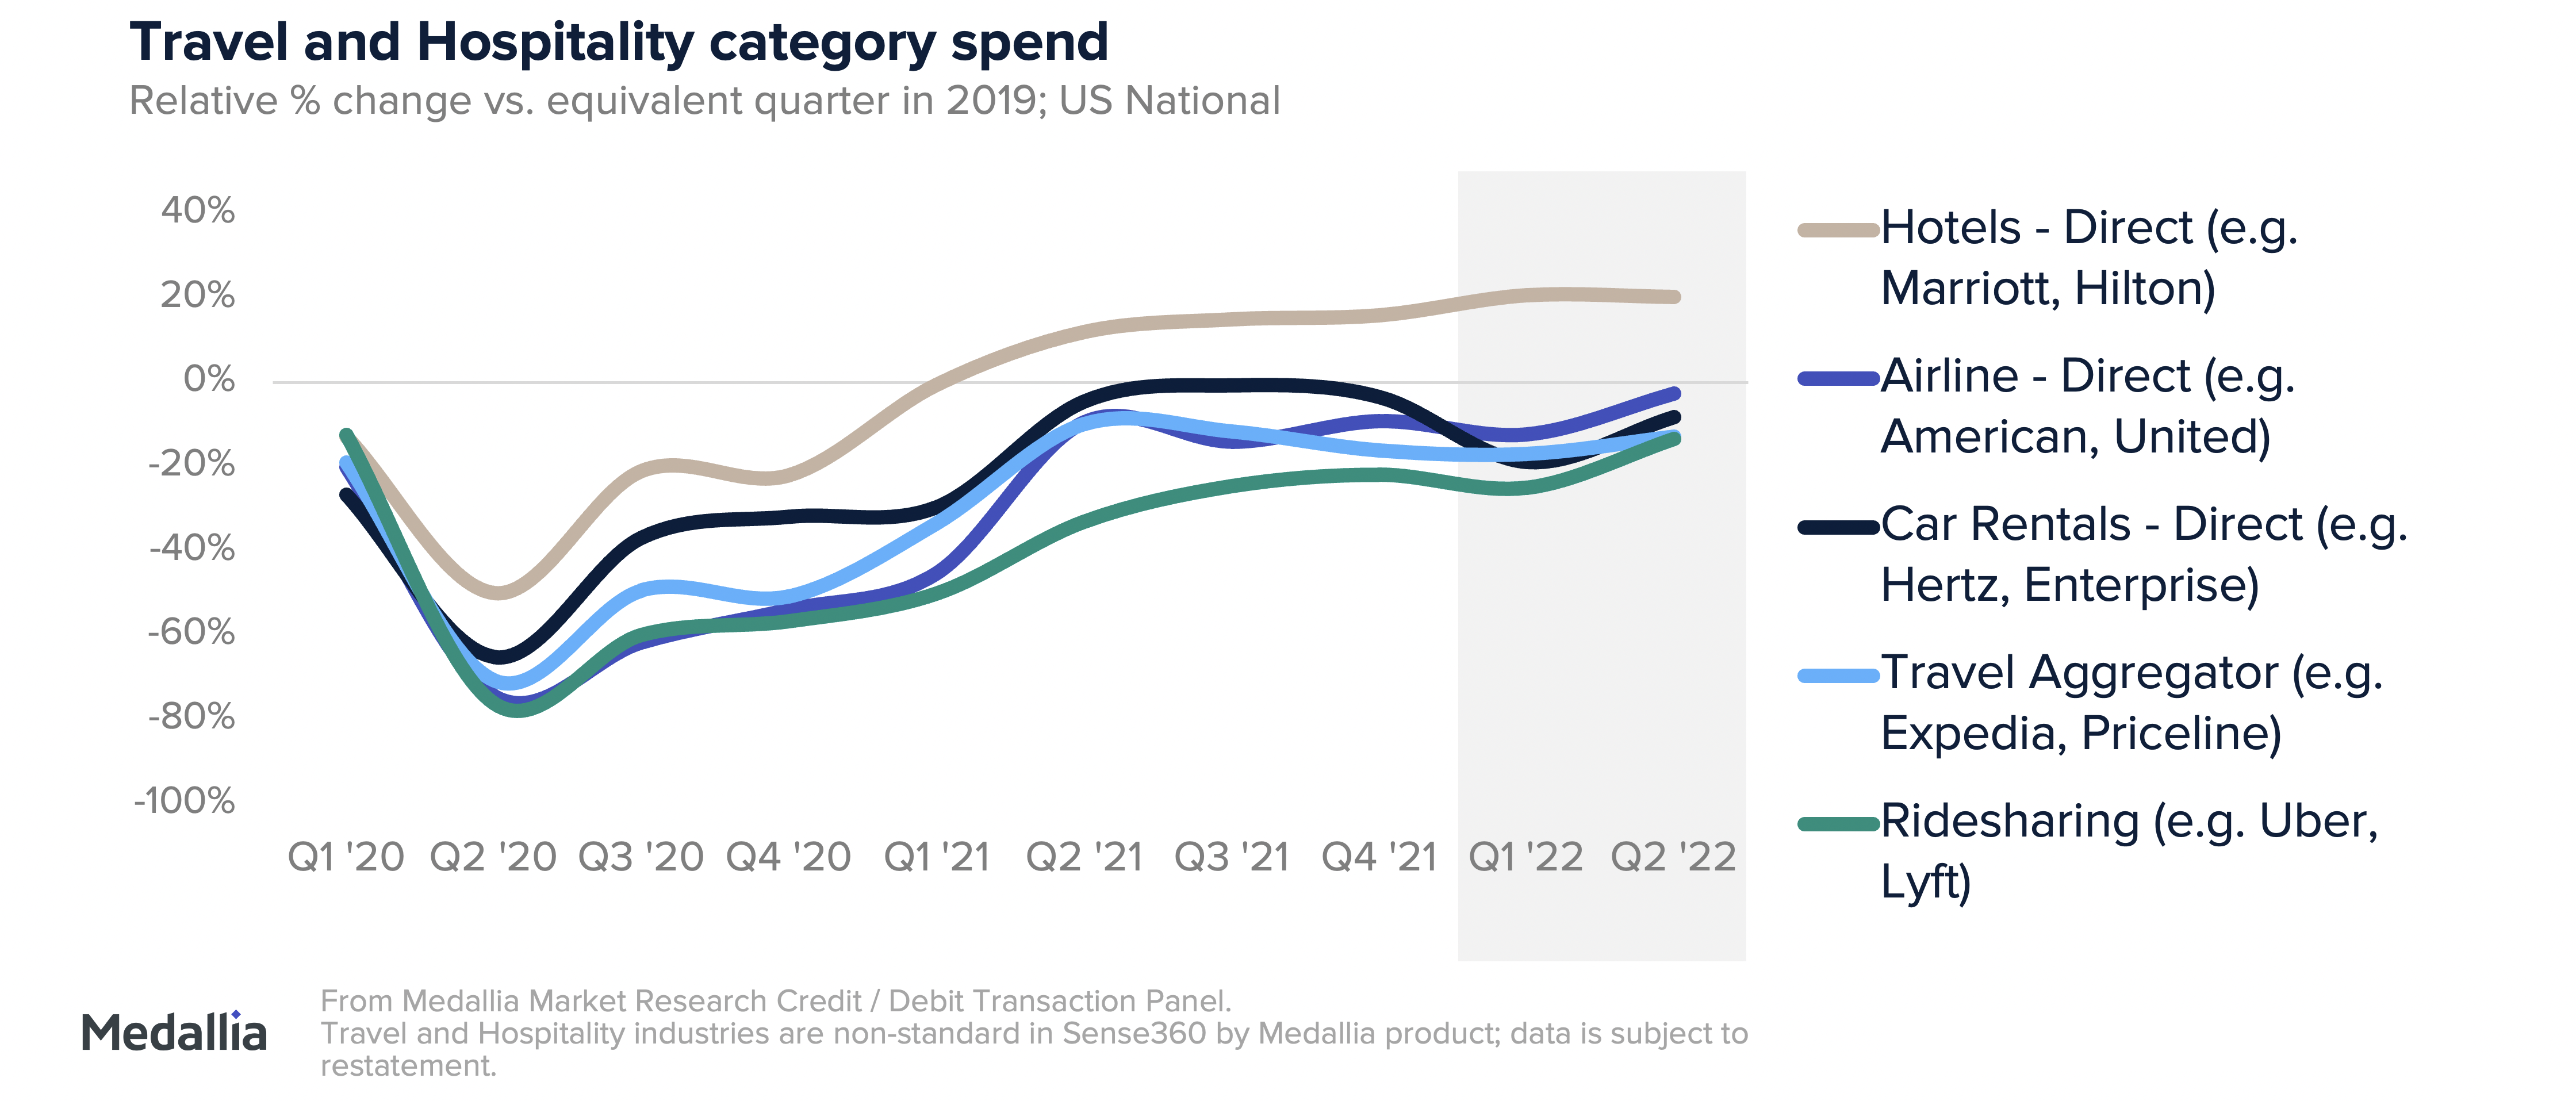 Travel and Hospitality category spend
Relative % change vs. equivalent quarter in 2019; US National
40%
20%
0%
-20%
-40%
-60%
-80%
-100%
Q1 '20 Q2 '20 Q3 '20 Q4 '20 Q1 '21 Q2 '21 Q3 '21 Q4 '21 Q1 '22 Q2 '22
Hotels - Direct (e.g.
Marriott, Hilton)
Airline - Direct (e.g.
American, United)
Car Rentals - Direct (e.g.
Hertz, Enterprise)
Travel Aggregator (e.g.
Expedia, Priceline)
Ridesharing (e.g. Uber,
Lyft)
Medallia
From Medallia Market Research Credit / Debit Transaction Panel.
Travel and Hospitality industries are non-standard in Sense360 by Medallia product; data is subject to
restatement.